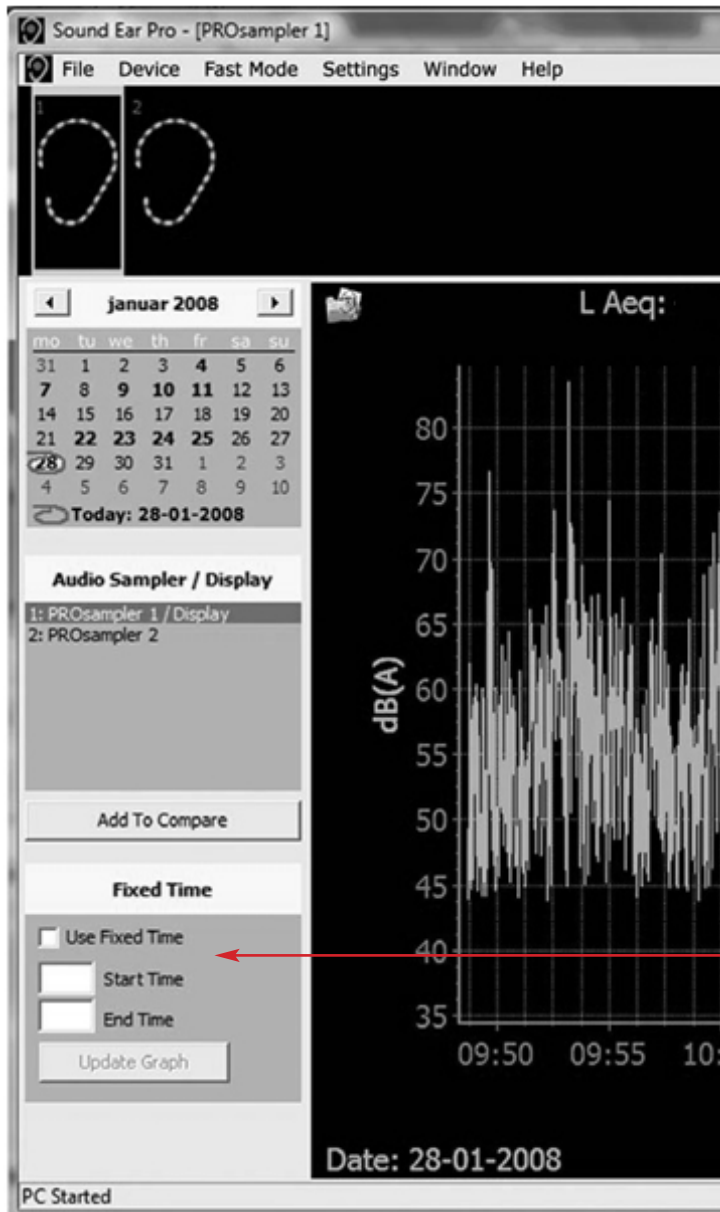 Sound Ear Pro - [PROsampler 1]
File Device Fast Mode Settings Window Help
1 2
januar 2008
mo tu we th fr sa su
31 1 2 3 4 5 6
7 8 9 10 11 12 13
14 15 16 17 18 19 20
21 22 23 24 25 26 27
28 29 30 31 1 2 3
4 5 6 7 8 9 10
Today: 28-01-2008
Audio Sampler / Display
1: PROsampler 1 / Display
2: PROsampler 2
Add To Compare
Fixed Time
Use Fixed Time
Start Time
End Time
Update Graph
L Aeq:
80
75
70
65
60
55
50
45
40
35
dB(A)
09:50 09:55 10:
Date: 28-01-2008
PC Started